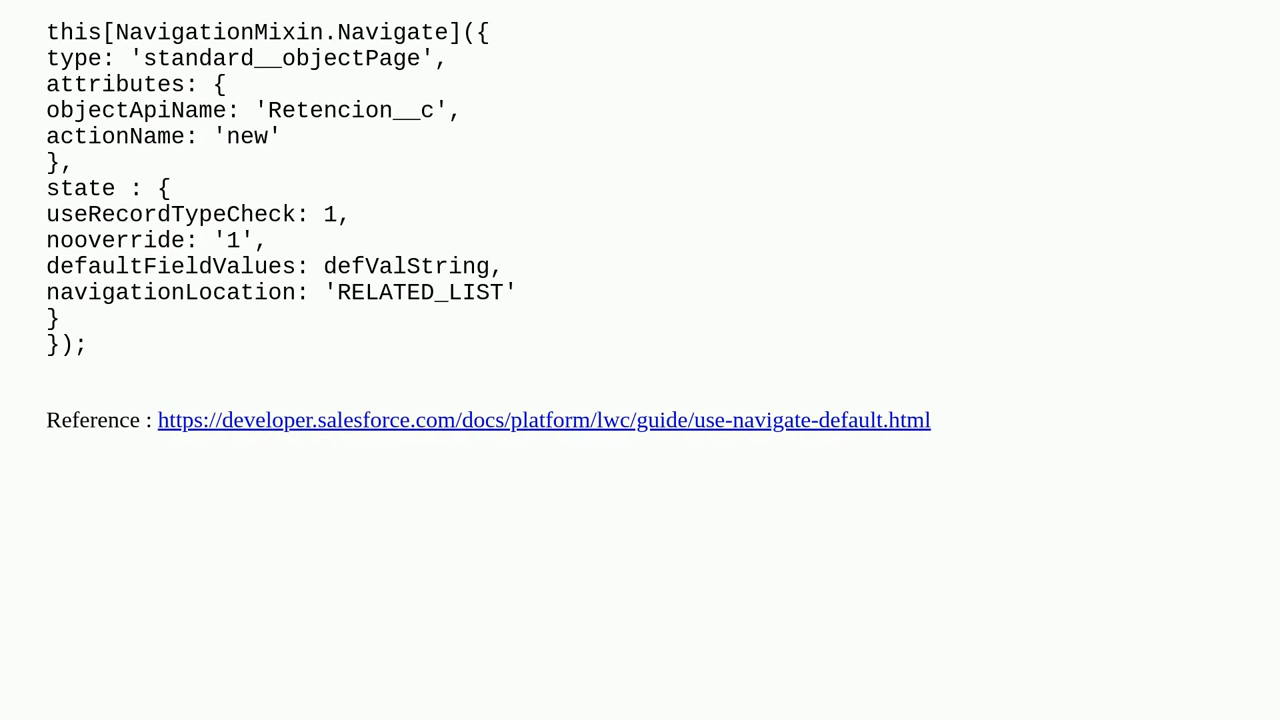 this[NavigationMixin.Navigate]({
type: 'standard__objectPage',
attributes: {
objectApiName: 'Retencion__c',
actionName: 'new'
},
state : {
useRecordTypeCheck: 1,
nooverride: '1',
defaultFieldValues: defValString,
navigationLocation: 'RELATED_LIST'
}
});
Reference : https://developer.salesforce.com/docs/platform/lwc/guide/use-navigate-default.html